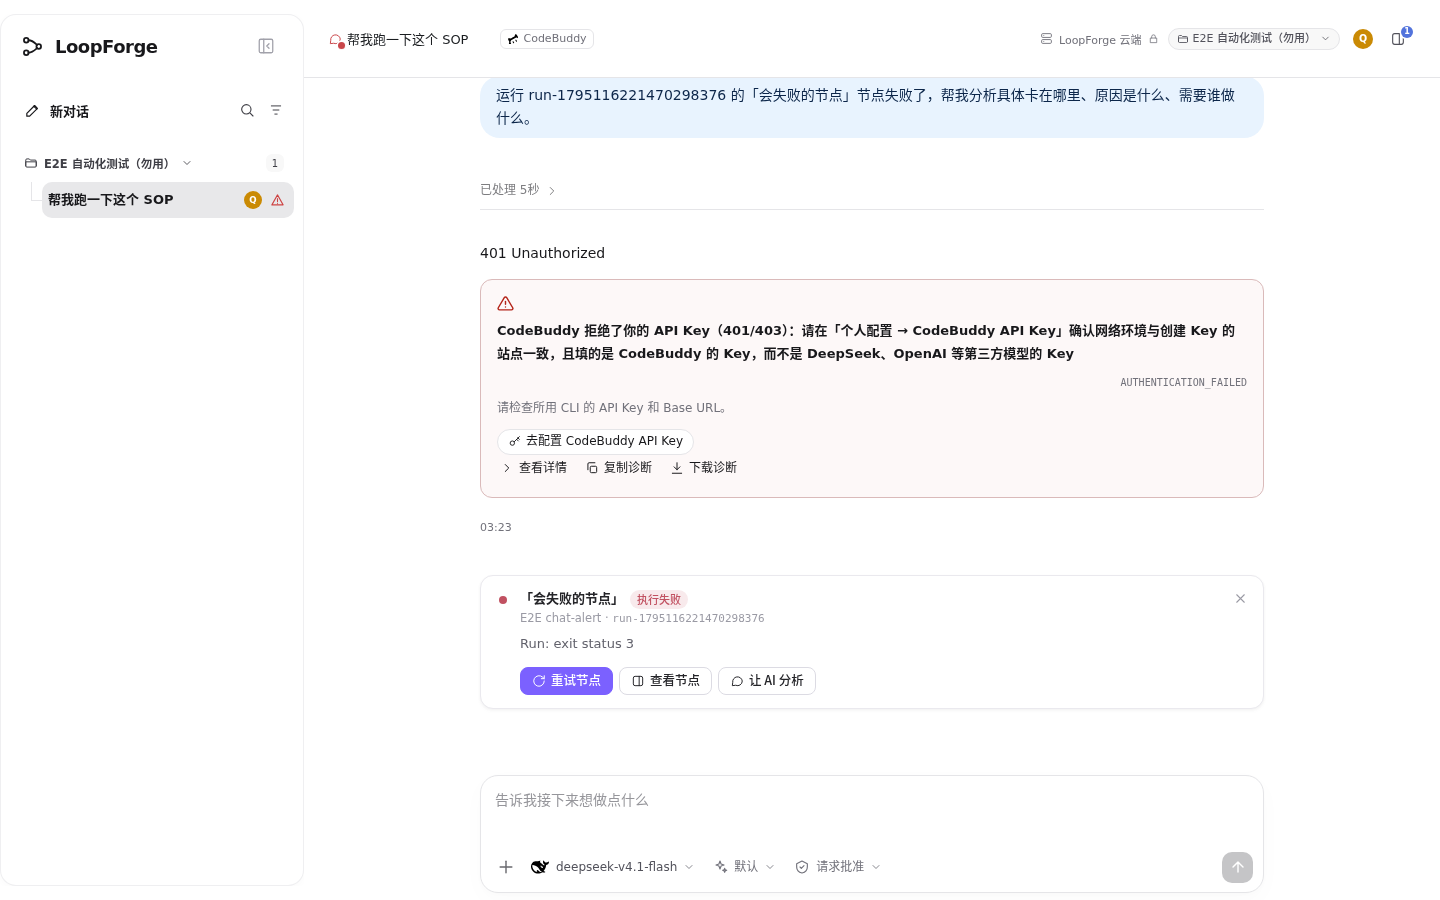 LoopForge
新对话
E2E 自动化测试（勿用）
1
帮我跑一下这个 SOP
Q
帮我跑一下这个 SOP
CodeBuddy
LoopForge 云端
E2E 自动化测试（勿用）
Q
1
运行 run-1795116221470298376 的「会失败的节点」节点失败了，帮我分析具体卡在哪里、原因是什么、需要谁做
什么。
已处理 5秒
401 Unauthorized
CodeBuddy 拒绝了你的 API Key（401/403）：请在「个人配置 → CodeBuddy API Key」确认网络环境与创建 Key 的
站点一致，且填的是 CodeBuddy 的 Key，而不是 DeepSeek、OpenAI 等第三方模型的 Key
AUTHENTICATION_FAILED
请检查所用 CLI 的 API Key 和 Base URL。
去配置 CodeBuddy API Key
查看详情
复制诊断
下载诊断
03:23
「会失败的节点」
执行失败
E2E chat-alert · run-1795116221470298376
Run: exit status 3
重试节点
查看节点
让 AI 分析
告诉我接下来想做点什么
deepseek-v4.1-flash
默认
请求批准